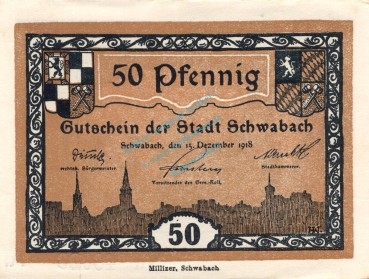 50 Pfennig
Gutschein der Stadt Schwabach
Schwabach, den 15. Dezember 1918.
rechtsk. Bürgermeister. Stadtkämmerer.
Vorsitzender des Gem.-Koll.
50
Millizer, Schwabach